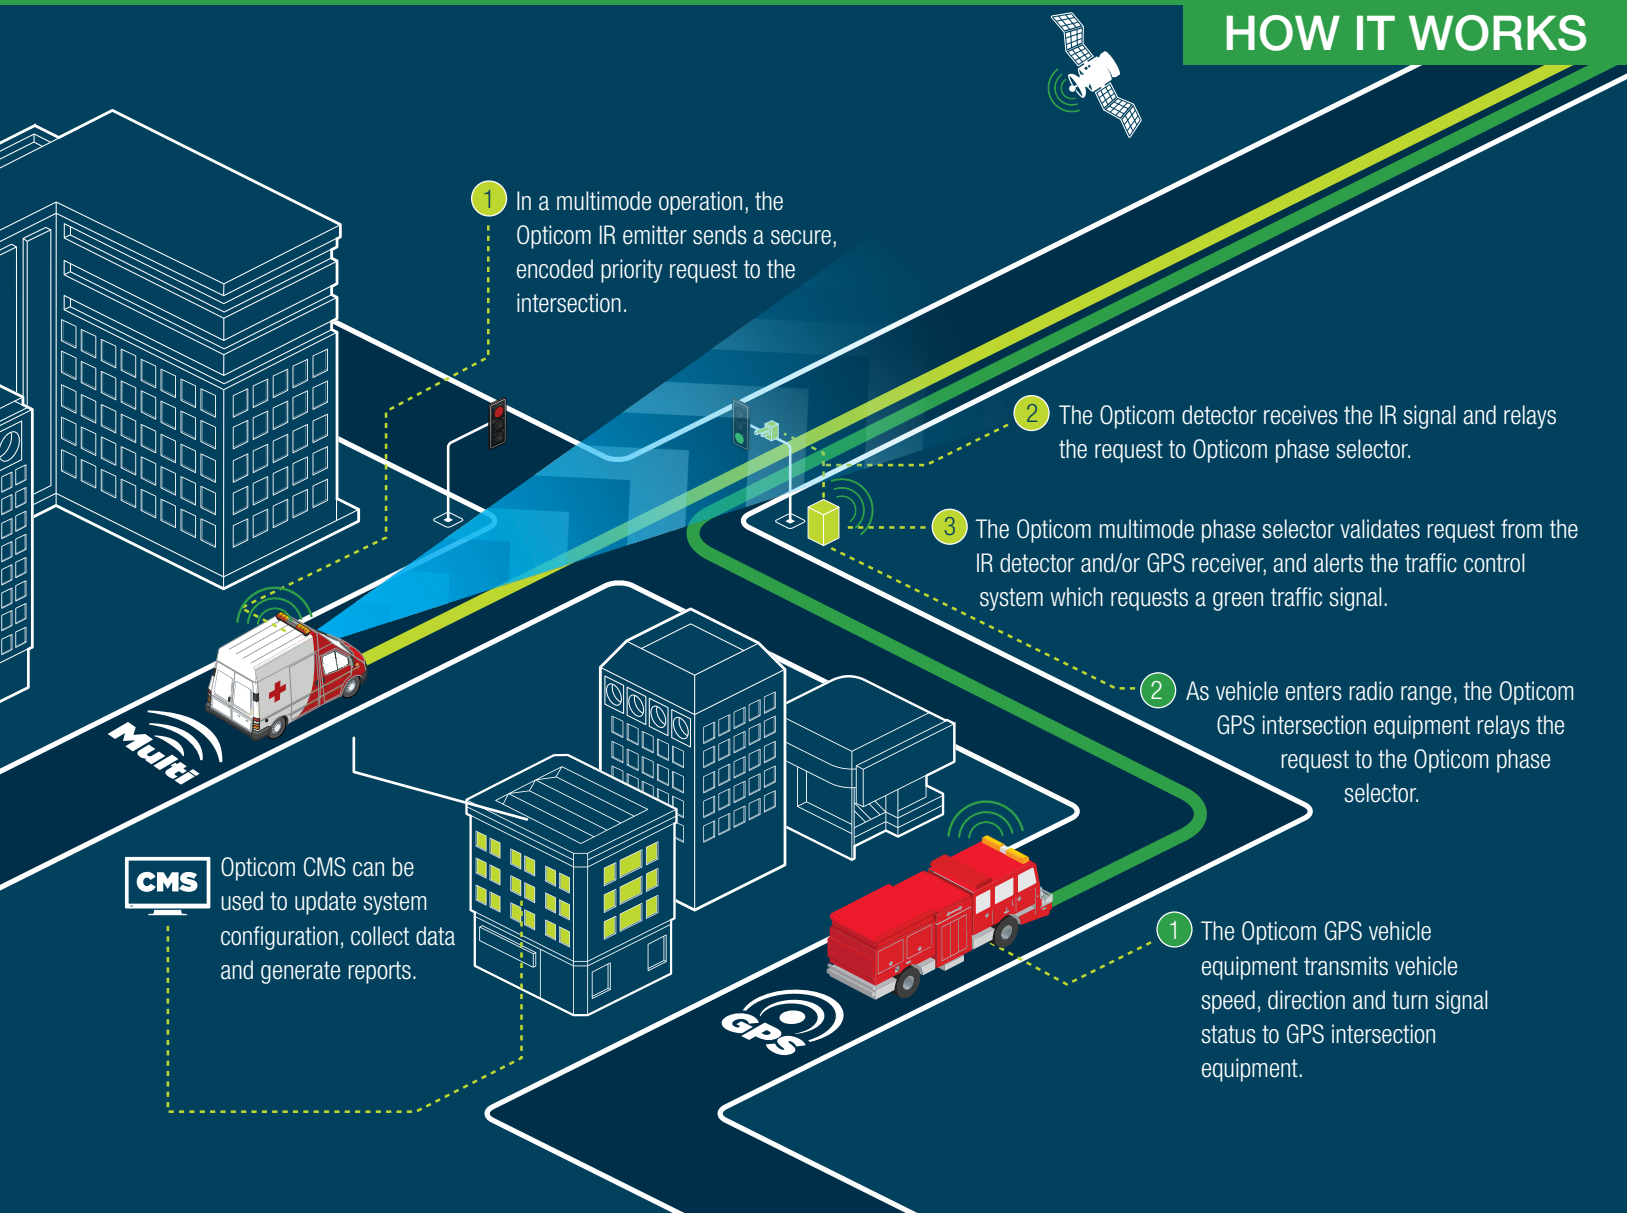 HOW IT WORKS
1
In a multimode operation, the
Opticom IR emitter sends a secure,
encoded priority request to the
intersection.
2
The Opticom detector receives the IR signal and relays
the request to Opticom phase selector.
3
The Opticom multimode phase selector validates request from the
IR detector and/or GPS receiver, and alerts the traffic control
system which requests a green traffic signal.
2
As vehicle enters radio range, the Opticom
GPS intersection equipment relays the
request to the Opticom phase
selector.
Multi
CMS
Opticom CMS can be
used to update system
configuration, collect data
and generate reports.
1
The Opticom GPS vehicle
equipment transmits vehicle
speed, direction and turn signal
status to GPS intersection
equipment.
GPS